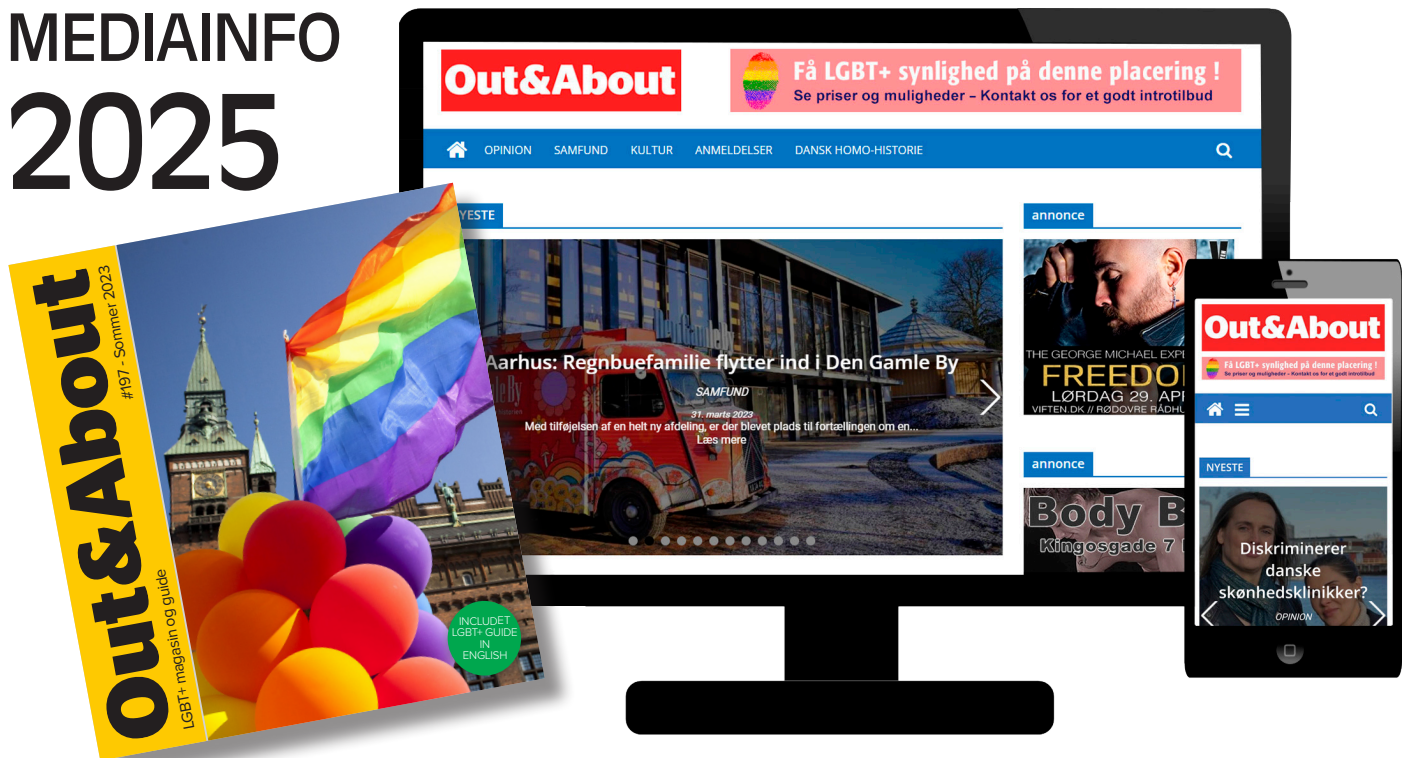 MEDIAINFO
2025
Out&About
#197 - Sommer 2023
LGBT+ magasin og guide
INCLUDET
LGBT+ GUIDE
IN
ENGLISH
Out&About
Få LGBT+ synlighed på denne placering !
Se priser og muligheder – Kontakt os for et godt introtilbud
OPINION SAMFUND KULTUR ANMELDELSER DANSK HOMO-HISTORIE
YESTE
Aarhus: Regnbuefamilie flytter ind i Den Gamle By
SAMFUND
31. marts 2023
Med tilføjelsen af en helt ny afdeling, er der blevet plads til fortællingen om en...
Læs mere
annonce
THE GEORGE MICHAEL EXPE
FREEDO
LØRDAG 29. APR
VIFTEN.DK // RØDOVRE RÅDHU
annonce
Body B
Kingosgade 7
Out&About
Få LGBT+ synlighed på denne placering !
Se priser og muligheder – Kontakt os for et godt introtilbud
NYESTE
Diskriminerer
danske
skønhedsklinikker?
OPINION